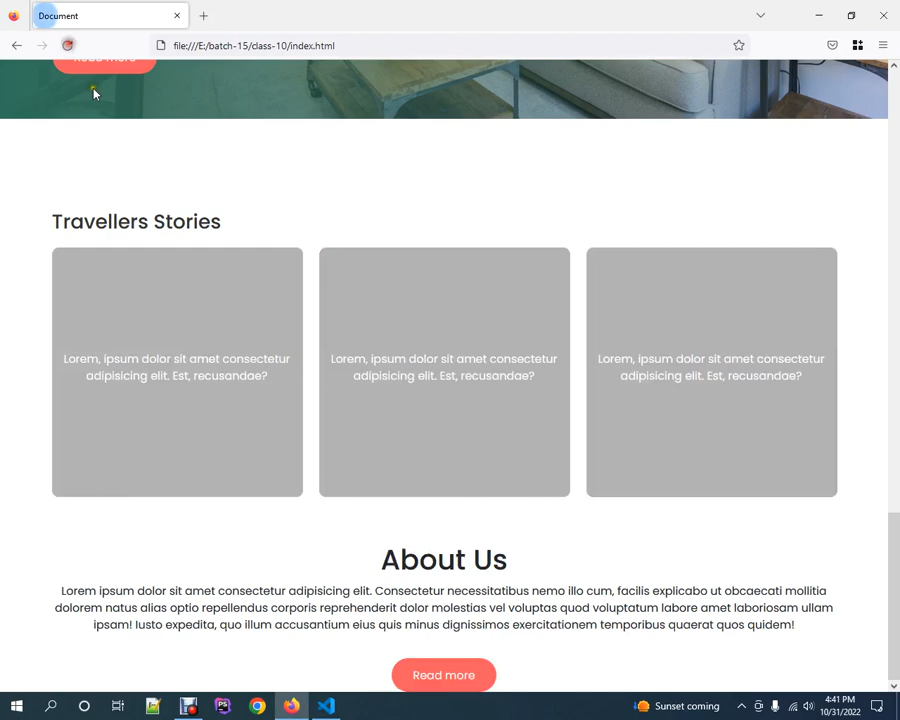 Document
file:///E:/batch-15/class-10/index.html
Read more
Travellers Stories
Lorem, ipsum dolor sit amet consectetur
adipisicing elit. Est, recusandae?
Lorem, ipsum dolor sit amet consectetur
adipisicing elit. Est, recusandae?
Lorem, ipsum dolor sit amet consectetur
adipisicing elit. Est, recusandae?
About Us
Lorem ipsum dolor sit amet consectetur adipisicing elit. Consectetur necessitatibus nemo illo cum, facilis explicabo ut obcaecati mollitia
dolorem natus alias optio repellendus corporis reprehenderit dolor molestias vel voluptas quod voluptatum labore amet laboriosam ullam
ipsam! Iusto expedita, quo illum accusantium eius quis minus dignissimos exercitationem temporibus quaerat quos quidem!
Read more
PS
Sunset coming
4:41 PM
10/31/2022